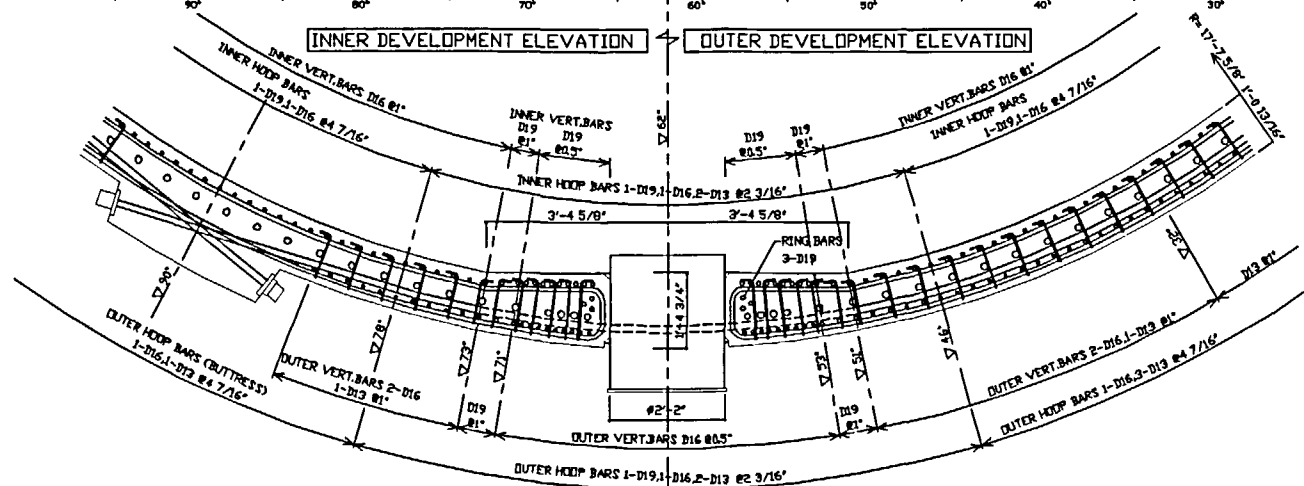 90° 80° 70° 60° 50° 40° 30°
INNER DEVELOPMENT ELEVATION
OUTER DEVELOPMENT ELEVATION
INNER VERT.BARS D16 @1°
INNER HOOP BARS
1-D19,1-D16 @4 7/16"
INNER VERT.BARS
D19
@1°
D19
@0.5°
▽62°
D19
@0.5°
D19
@1°
INNER VERT.BARS D16 @1°
INNER HOOP BARS
1-D19,1-D16 @4 7/16"
R=17'-7 5/8"
1'-0 13/16"
INNER HOOP BARS 1-D19,1-D16,2-D13 @2 3/16"
3'-4 5/8"
3'-4 5/8"
RING BARS
3-D19
1'-4 3/4"
▽90°
▽78°
▽73°
▽71°
▽53°
▽51°
▽46°
▽32°
D13 @1°
OUTER HOOP BARS (BUTTRESS)
1-D16,1-D13 @4 7/16"
OUTER VERT.BARS 2-D16
1-D13 @1°
D19
@1°
ø2'-2"
D19
@1°
OUTER VERT.BARS D16 @0.5°
OUTER VERT.BARS 2-D16,1-D13 @1°
OUTER HOOP BARS 1-D16,3-D13 @4 7/16"
OUTER HOOP BARS 1-D19,1-D16,2-D13 @2 3/16"